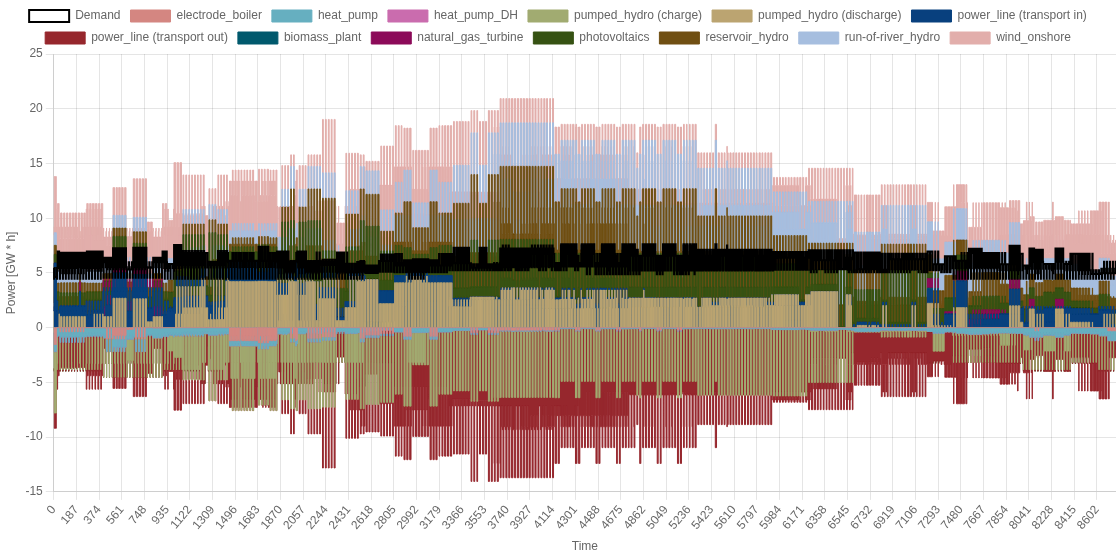 Demand electrode_boiler heat_pump heat_pump_DH pumped_hydro (charge) pumped_hydro (discharge) power_line (transport in)
power_line (transport out) biomass_plant natural_gas_turbine photovoltaics reservoir_hydro run-of-river_hydro wind_onshore
25
20
15
10
5
0
-5
-10
-15
Power [GW * h]
0 187 374 561 748 935 1122 1309 1496 1683 1870 2057 2244 2431 2618 2805 2992 3179 3366 3553 3740 3927 4114 4301 4488 4675 4862 5049 5236 5423 5610 5797 5984 6171 6358 6545 6732 6919 7106 7293 7480 7667 7854 8041 8228 8415 8602
Time